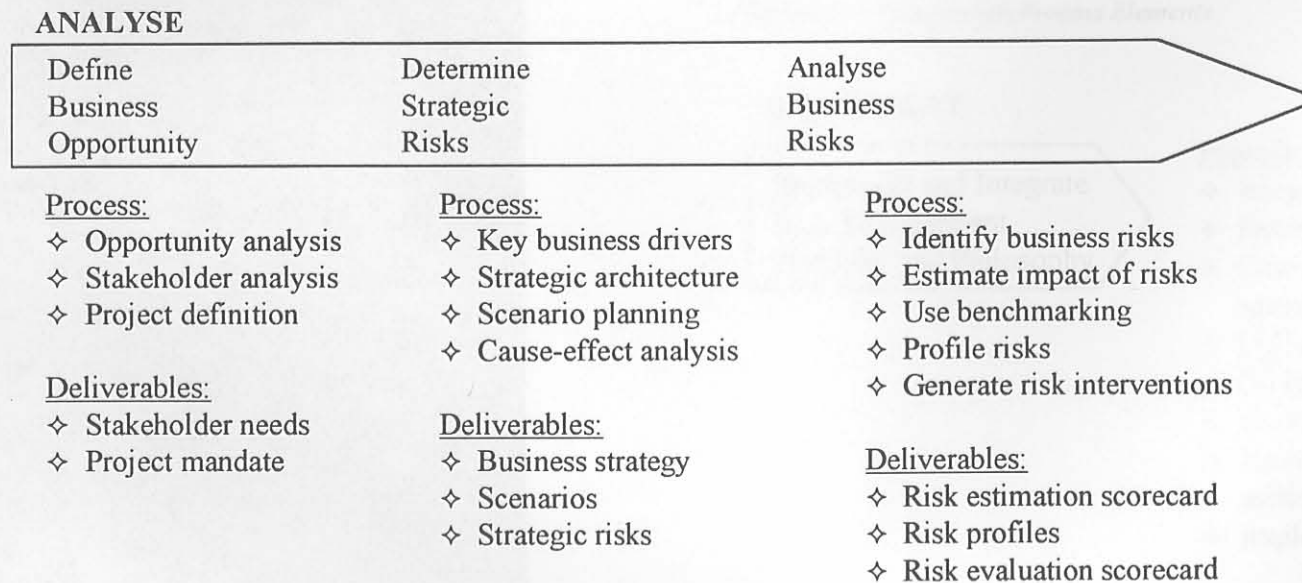 ANALYSE
Define
Business
Opportunity
Determine
Strategic
Risks
Analyse
Business
Risks
Process:
✧ Opportunity analysis
✧ Stakeholder analysis
✧ Project definition
Deliverables:
✧ Stakeholder needs
✧ Project mandate
Process:
✧ Key business drivers
✧ Strategic architecture
✧ Scenario planning
✧ Cause-effect analysis
Deliverables:
✧ Business strategy
✧ Scenarios
✧ Strategic risks
Process:
✧ Identify business risks
✧ Estimate impact of risks
✧ Use benchmarking
✧ Profile risks
✧ Generate risk interventions
Deliverables:
✧ Risk estimation scorecard
✧ Risk profiles
✧ Risk evaluation scorecard